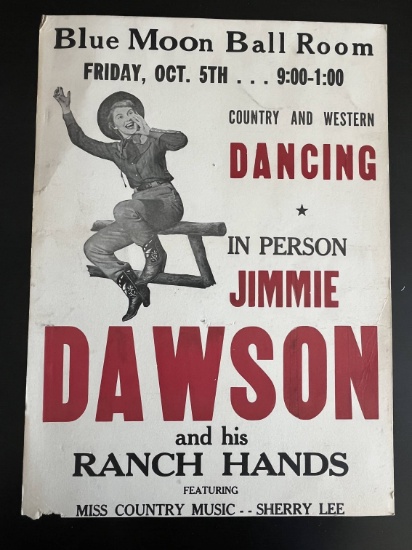 Blue Moon Ball Room
FRIDAY, OCT. 5TH . . . 9:00-1:00
COUNTRY AND WESTERN
DANCING
IN PERSON
JIMMIE
DAWSON
and his
RANCH HANDS
FEATURING
MISS COUNTRY MUSIC - - SHERRY LEE